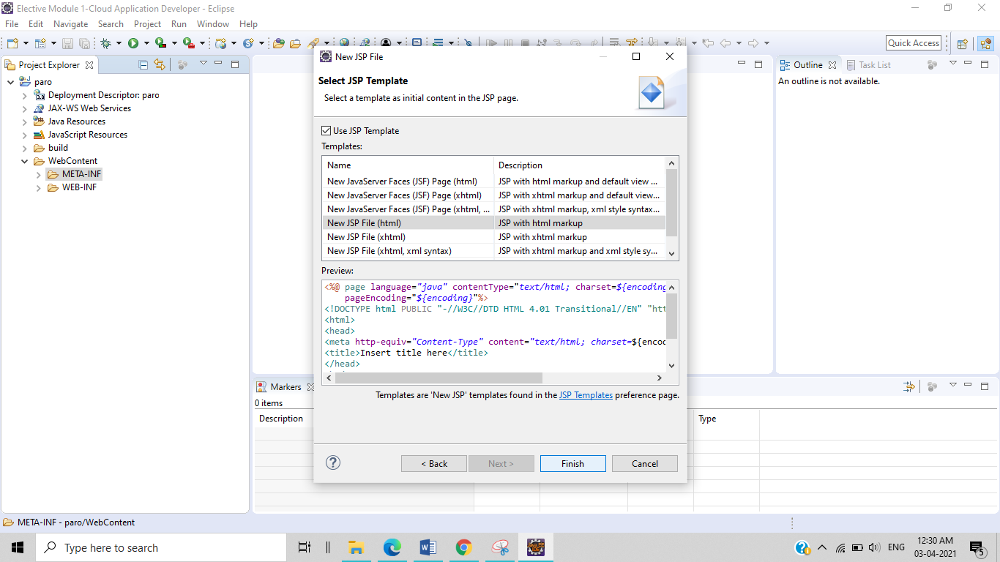 Elective Module 1-Cloud Application Developer - Eclipse
File Edit Navigate Search Project Run Window Help
Quick Access
Project Explorer
paro
Deployment Descriptor: paro
JAX-WS Web Services
Java Resources
JavaScript Resources
build
WebContent
META-INF
WEB-INF
New JSP File
Select JSP Template
Select a template as initial content in the JSP page.
Use JSP Template
Templates:
Name Description
New JavaServer Faces (JSF) Page (html) JSP with html markup and default view ...
New JavaServer Faces (JSF) Page (xhtml) JSP with xhtml markup and default view...
New JavaServer Faces (JSF) Page (xhtml, ... JSP with xhtml markup, xml style syntax...
New JSP File (html) JSP with html markup
New JSP File (xhtml) JSP with xhtml markup
New JSP File (xhtml, xml syntax) JSP with xhtml markup and xml style sy...
Preview:
<%@ page language="java" contentType="text/html; charset=${encoding
pageEncoding="${encoding}"%>
<!DOCTYPE html PUBLIC "-//W3C//DTD HTML 4.01 Transitional//EN" "htt
<html>
<head>
<meta http-equiv="Content-Type" content="text/html; charset=${encod
<title>Insert title here</title>
</head>
Templates are 'New JSP' templates found in the JSP Templates preference page.
< Back Next > Finish Cancel
Outline Task List
An outline is not available.
Markers
0 items
Description Type
META-INF - paro/WebContent
Type here to search
ENG
12:30 AM
03-04-2021
5